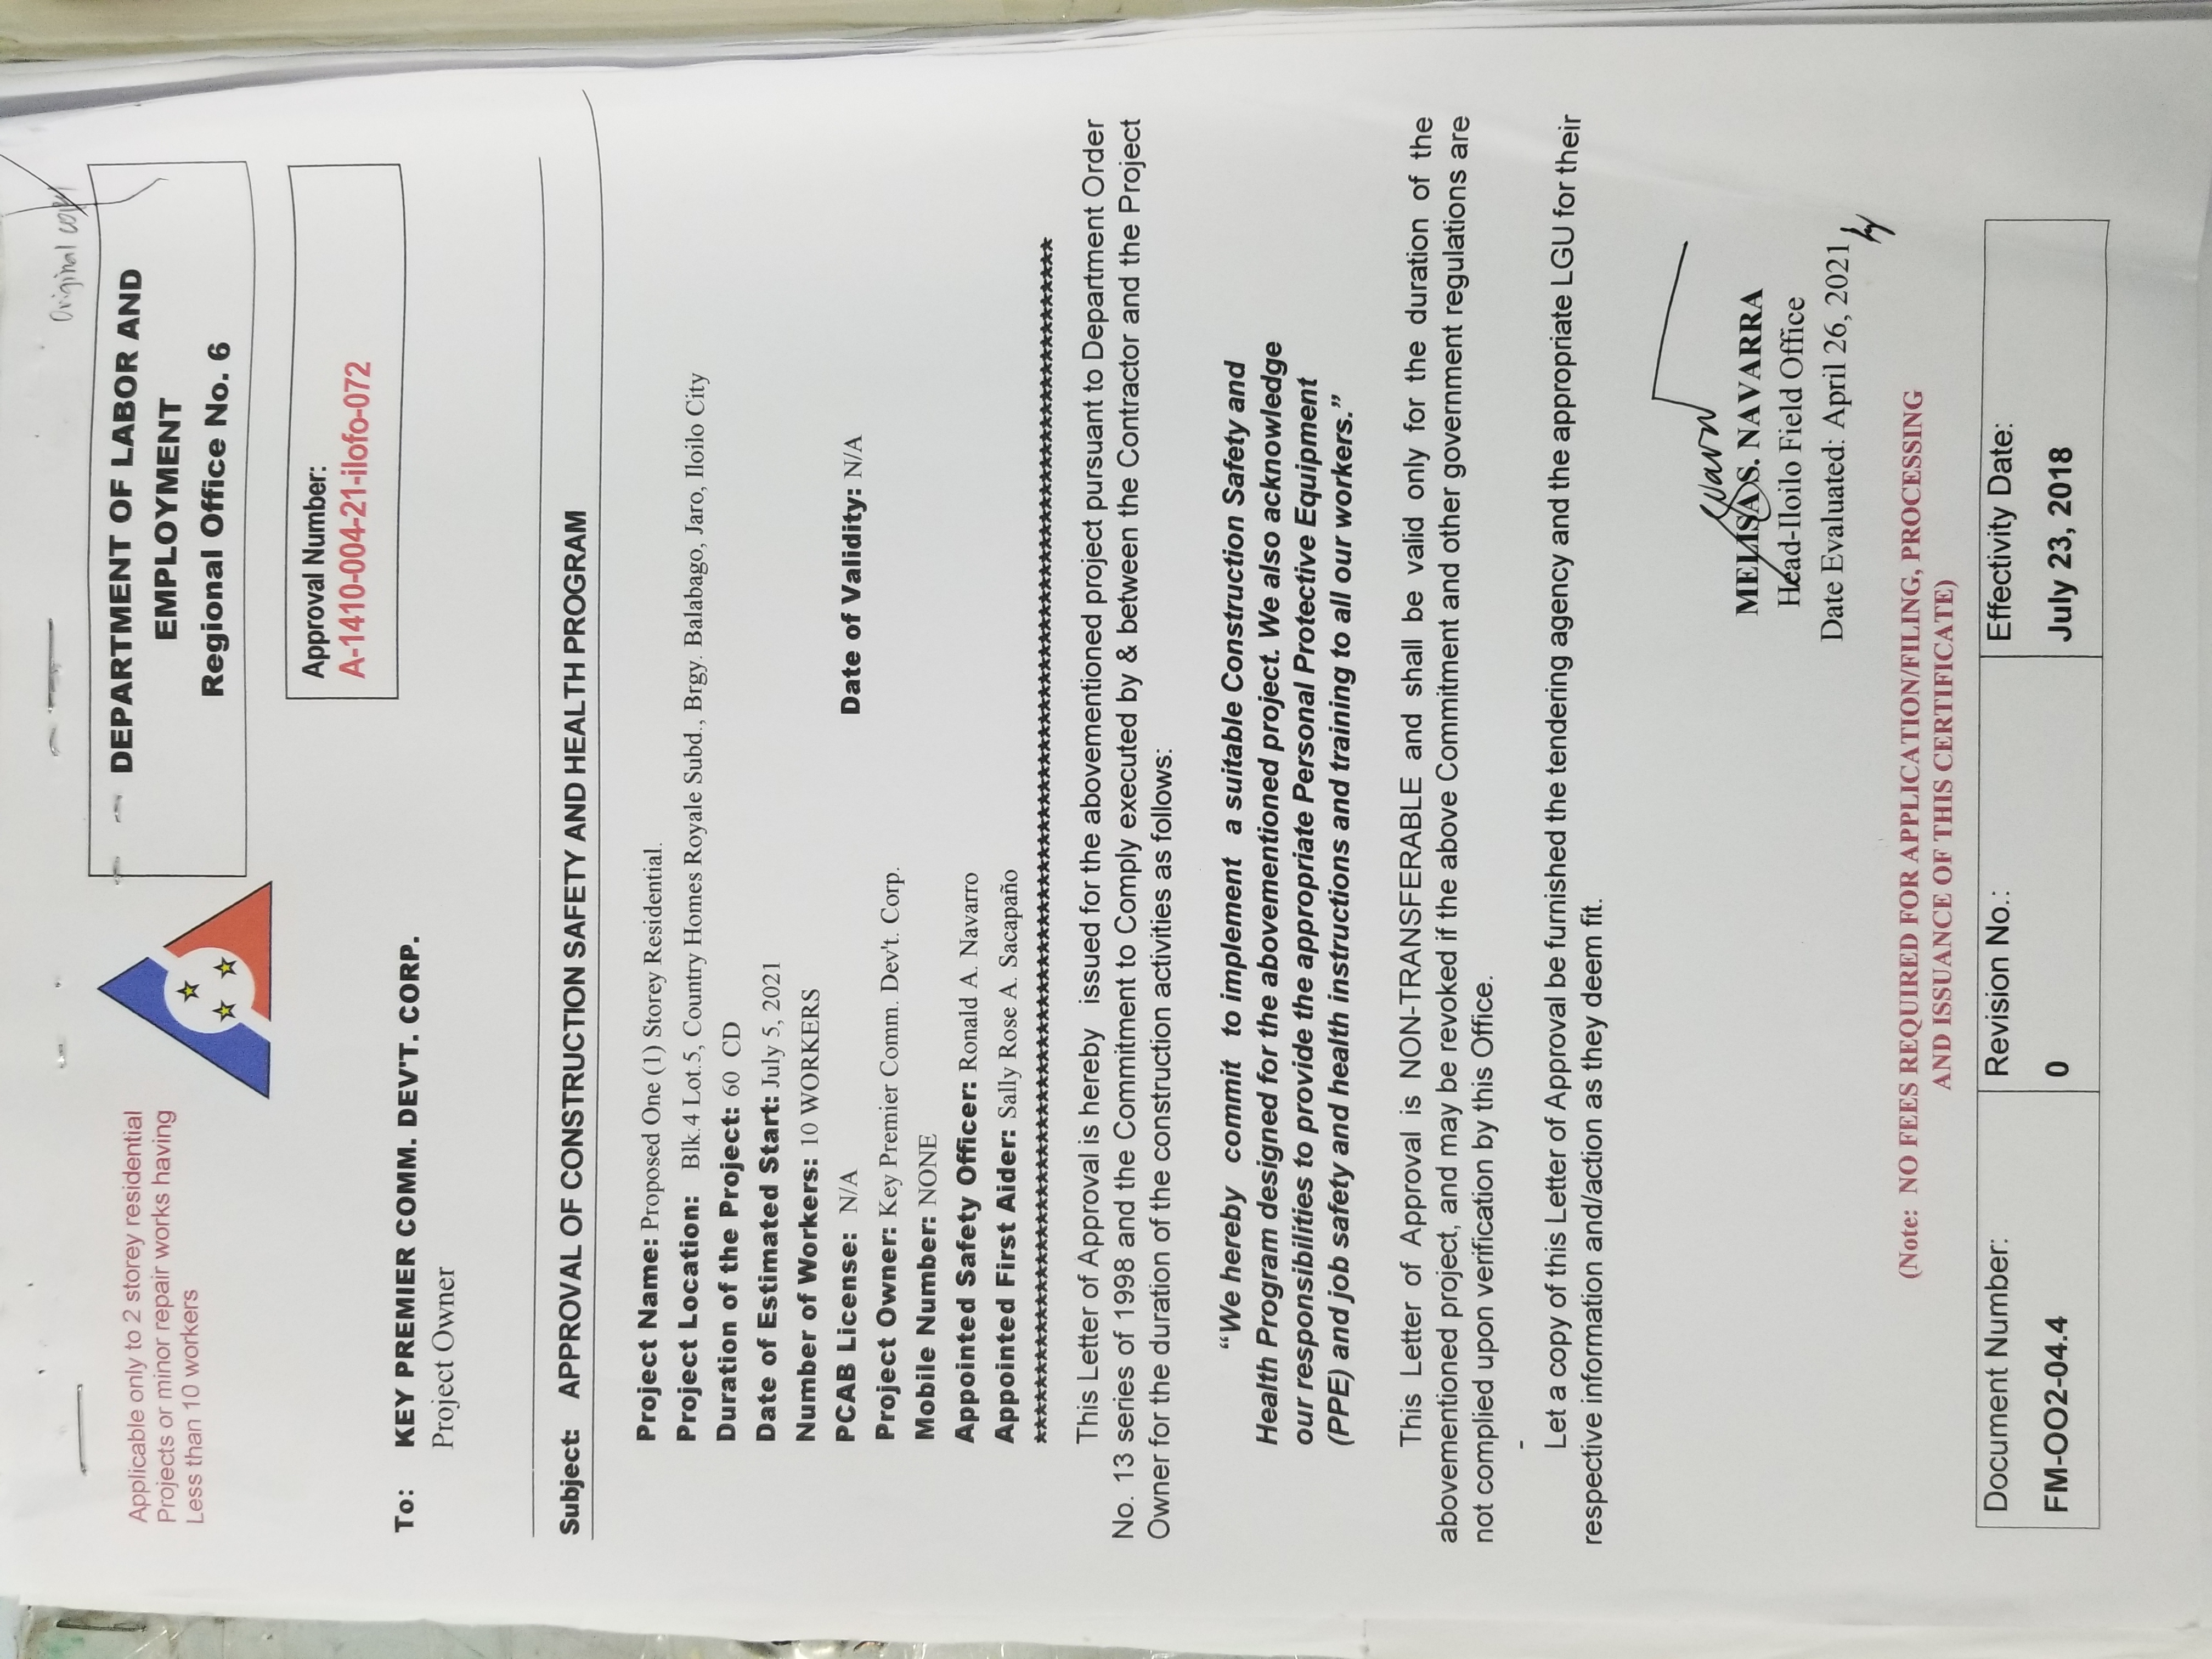 Original copy
Applicable only to 2 storey residential
Projects or minor repair works having
Less than 10 workers
DEPARTMENT OF LABOR AND
EMPLOYMENT
Regional Office No. 6
Approval Number:
A-1410-004-21-ilofo-072
To: KEY PREMIER COMM. DEV'T. CORP.
Project Owner
Subject: APPROVAL OF CONSTRUCTION SAFETY AND HEALTH PROGRAM
Project Name: Proposed One (1) Storey Residential.
Project Location: Blk.4 Lot.5, Country Homes Royale Subd., Brgy. Balabago, Jaro, Iloilo City
Duration of the Project: 60 CD
Date of Estimated Start: July 5, 2021
Number of Workers: 10 WORKERS
PCAB License: N/A Date of Validity: N/A
Project Owner: Key Premier Comm. Dev't. Corp.
Mobile Number: NONE
Appointed Safety Officer: Ronald A. Navarro
Appointed First Aider: Sally Rose A. Sacapaño
******************************************************************************************
This Letter of Approval is hereby issued for the abovementioned project pursuant to Department Order
No. 13 series of 1998 and the Commitment to Comply executed by & between the Contractor and the Project
Owner for the duration of the construction activities as follows:
“We hereby commit to implement a suitable Construction Safety and
Health Program designed for the abovementioned project. We also acknowledge
our responsibilities to provide the appropriate Personal Protective Equipment
(PPE) and job safety and health instructions and training to all our workers.”
This Letter of Approval is NON-TRANSFERABLE and shall be valid only for the duration of the
abovementioned project, and may be revoked if the above Commitment and other government regulations are
not complied upon verification by this Office.
-
Let a copy of this Letter of Approval be furnished the tendering agency and the appropriate LGU for their
respective information and/action as they deem fit.
MELISA S. NAVARRA
Head-Iloilo Field Office
Date Evaluated: April 26, 2021
(Note: NO FEES REQUIRED FOR APPLICATION/FILING, PROCESSING
AND ISSUANCE OF THIS CERTIFICATE)
Document Number: Revision No.: Effectivity Date:
FM-OO2-04.4 0 July 23, 2018